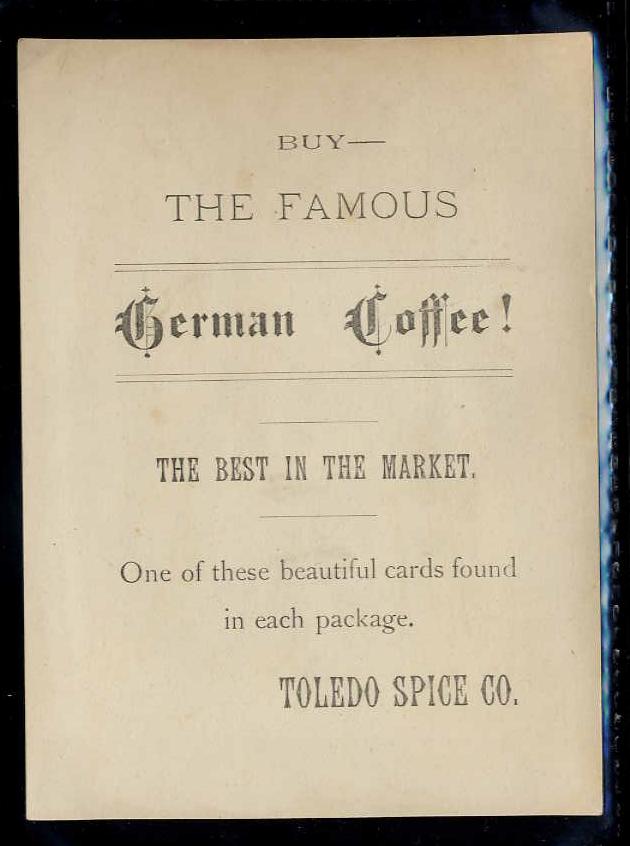 BUY—
THE FAMOUS
German Coffee!
THE BEST IN THE MARKET.
One of these beautiful cards found
in each package.
TOLEDO SPICE CO.